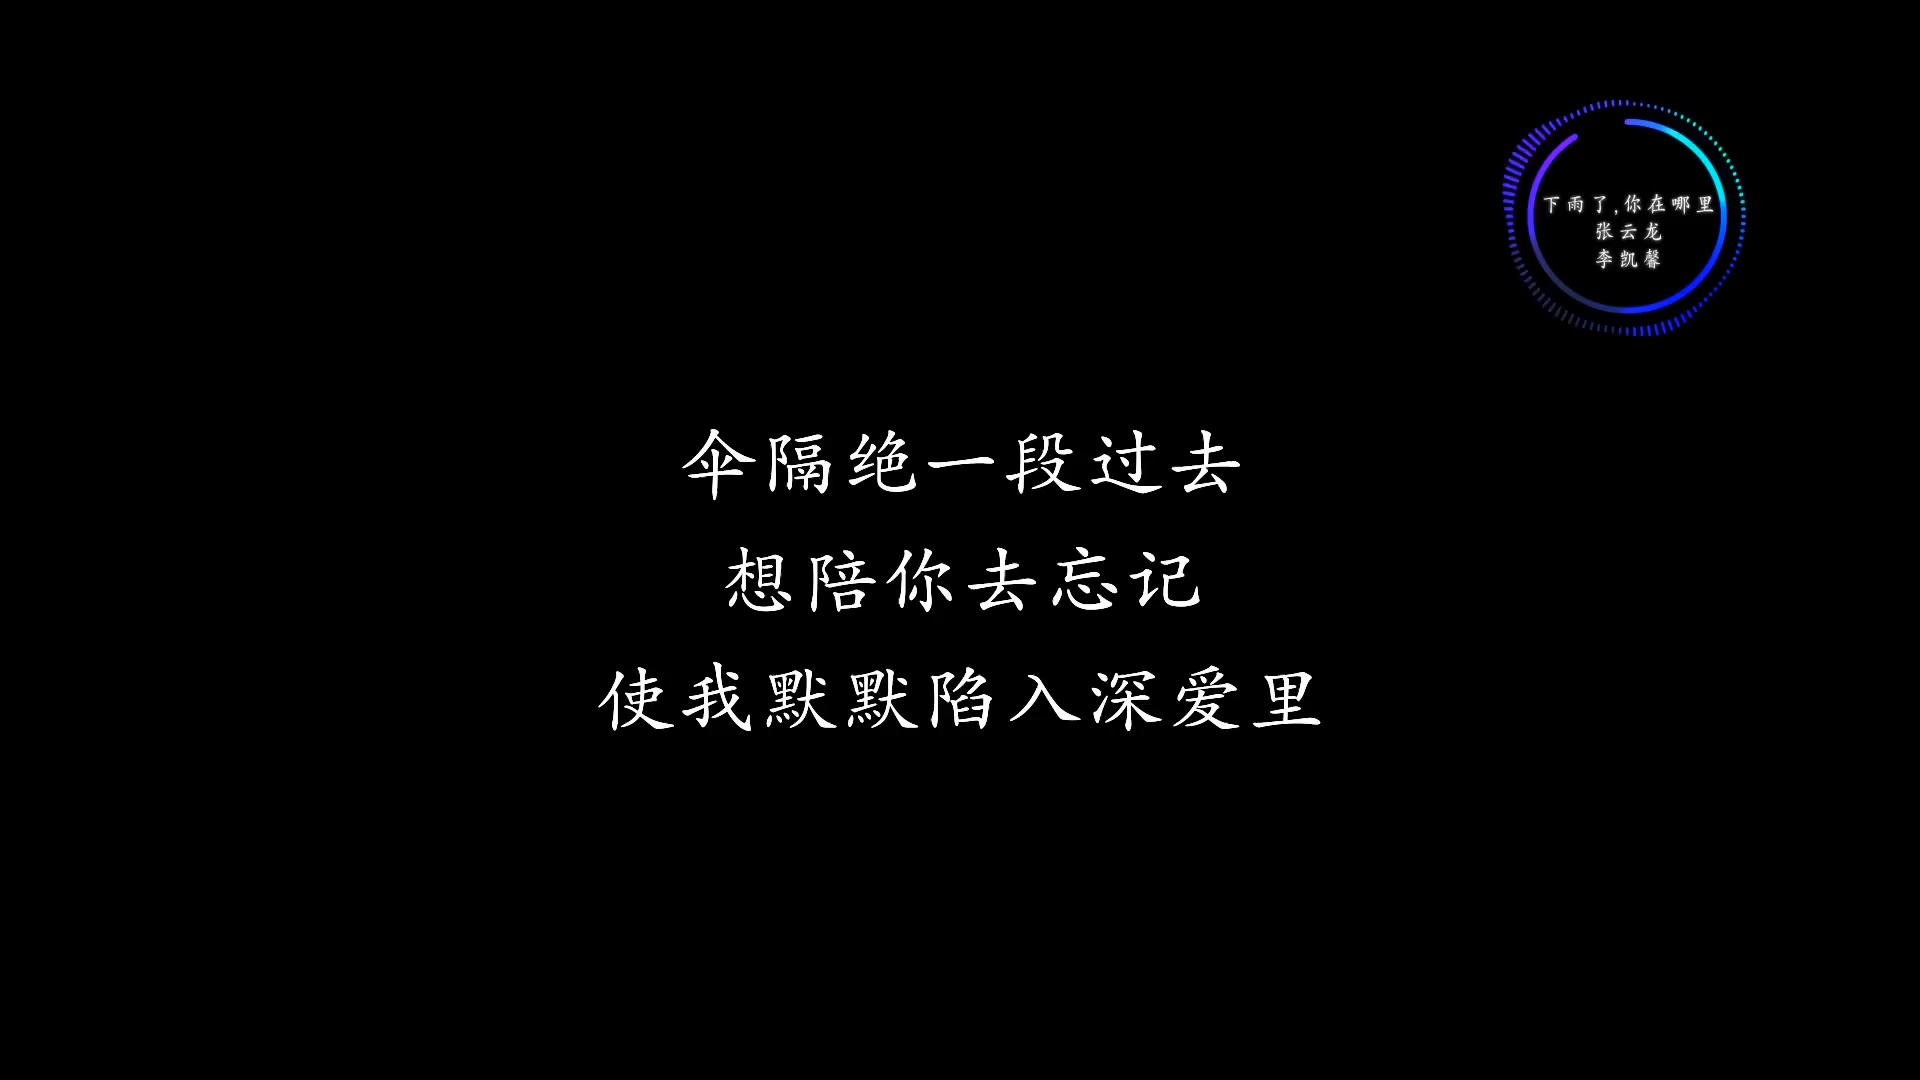 下雨了,你在哪里
张云龙
李凯馨
伞隔绝一段过去
想陪你去忘记
使我默默陷入深爱里